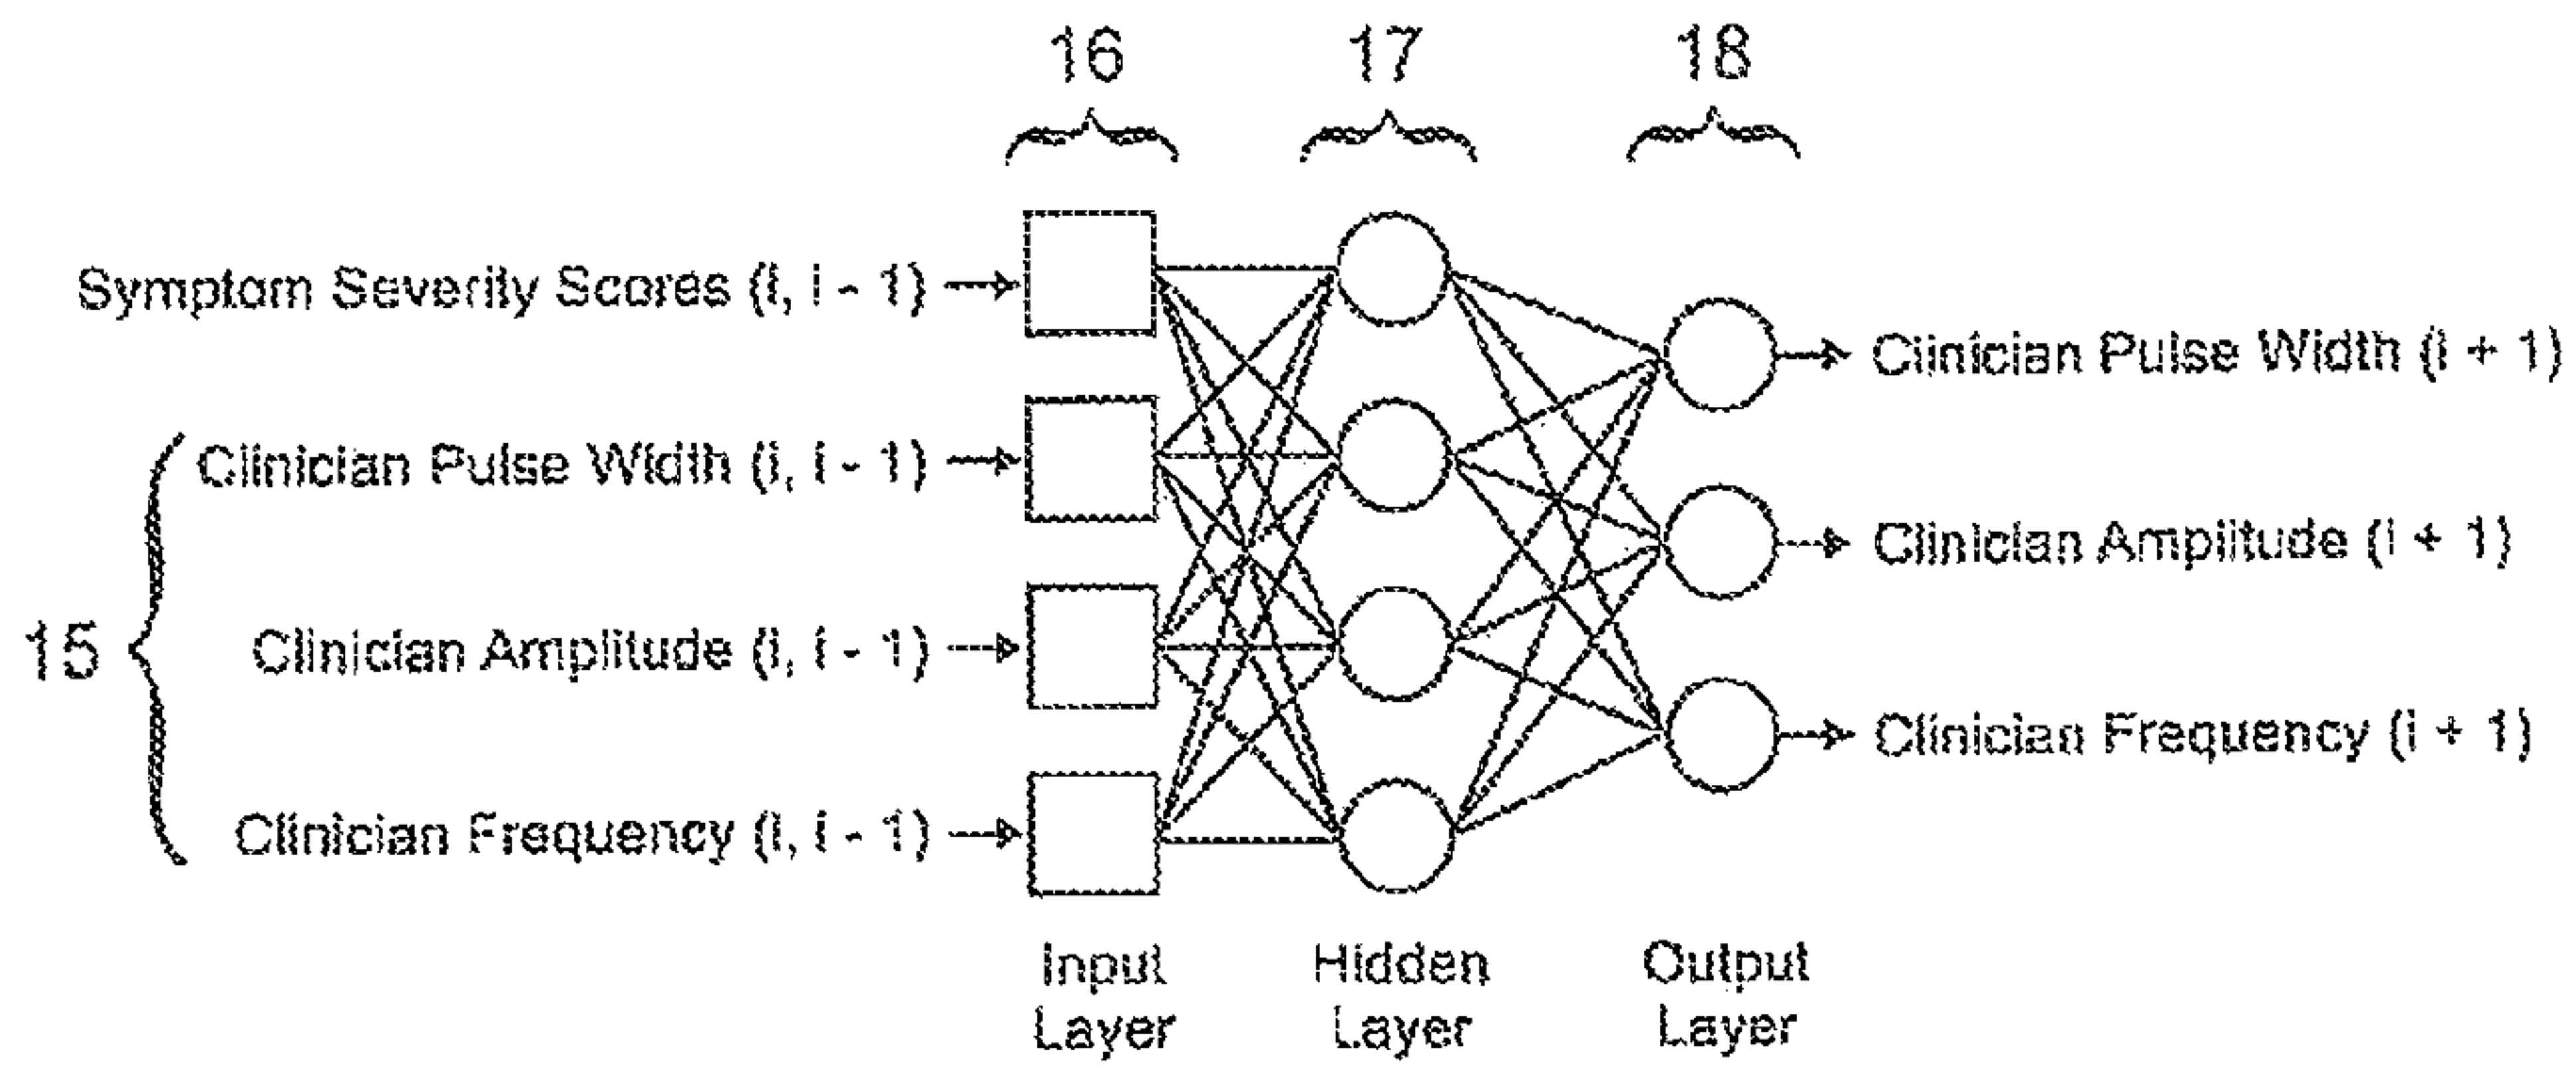 16 17 18
Symptom Severity Scores (i, i - 1)
Clinician Pulse Width (i + 1)
Clinician Pulse Width (i, i - 1)
Clinician Amplitude (i + 1)
15
Clinician Amplitude (i, i - 1)
Clinician Frequency (i + 1)
Clinician Frequency (i, i - 1)
Input Hidden Output
Layer Layer Layer